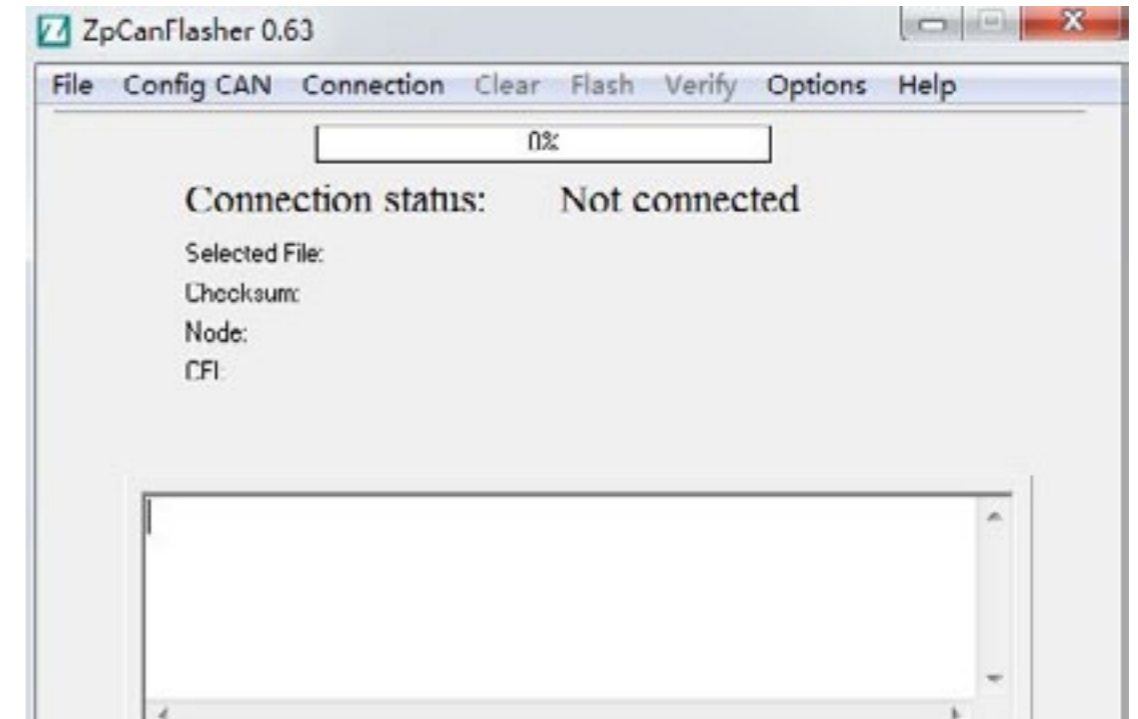 ZpCanFlasher 0.63
File Config CAN Connection Clear Flash Verify Options Help
0%
Connection status: Not connected
Selected File:
Checksum:
Node:
CFI: